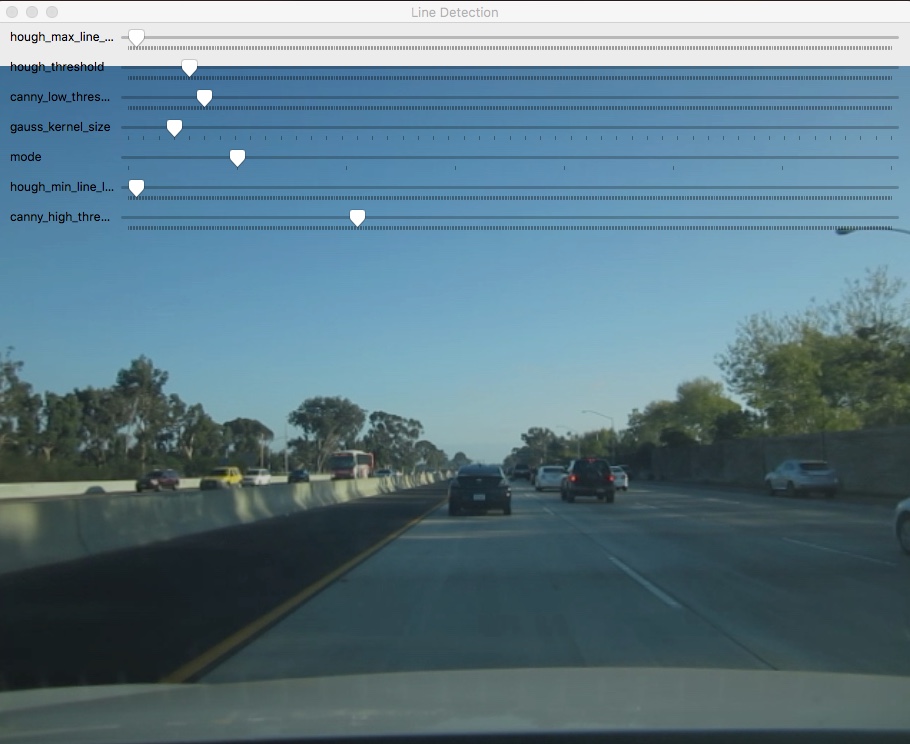 Line Detection
hough_max_line_...
hough_threshold
canny_low_thres...
gauss_kernel_size
mode
hough_min_line_l...
canny_high_thre...